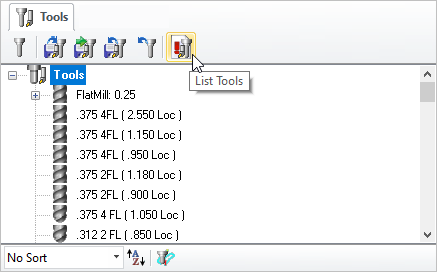 Tools
List Tools
Tools
FlatMill: 0.25
.375 4FL ( 2.550 Loc )
.375 4FL ( 1.150 Loc )
.375 4FL ( .950 Loc )
.375 2FL ( 1.180 Loc )
.375 2FL ( .900 Loc )
.375 4 FL ( 1.050 Loc )
.312 2 FL ( .850 Loc )
No Sort
A
Z